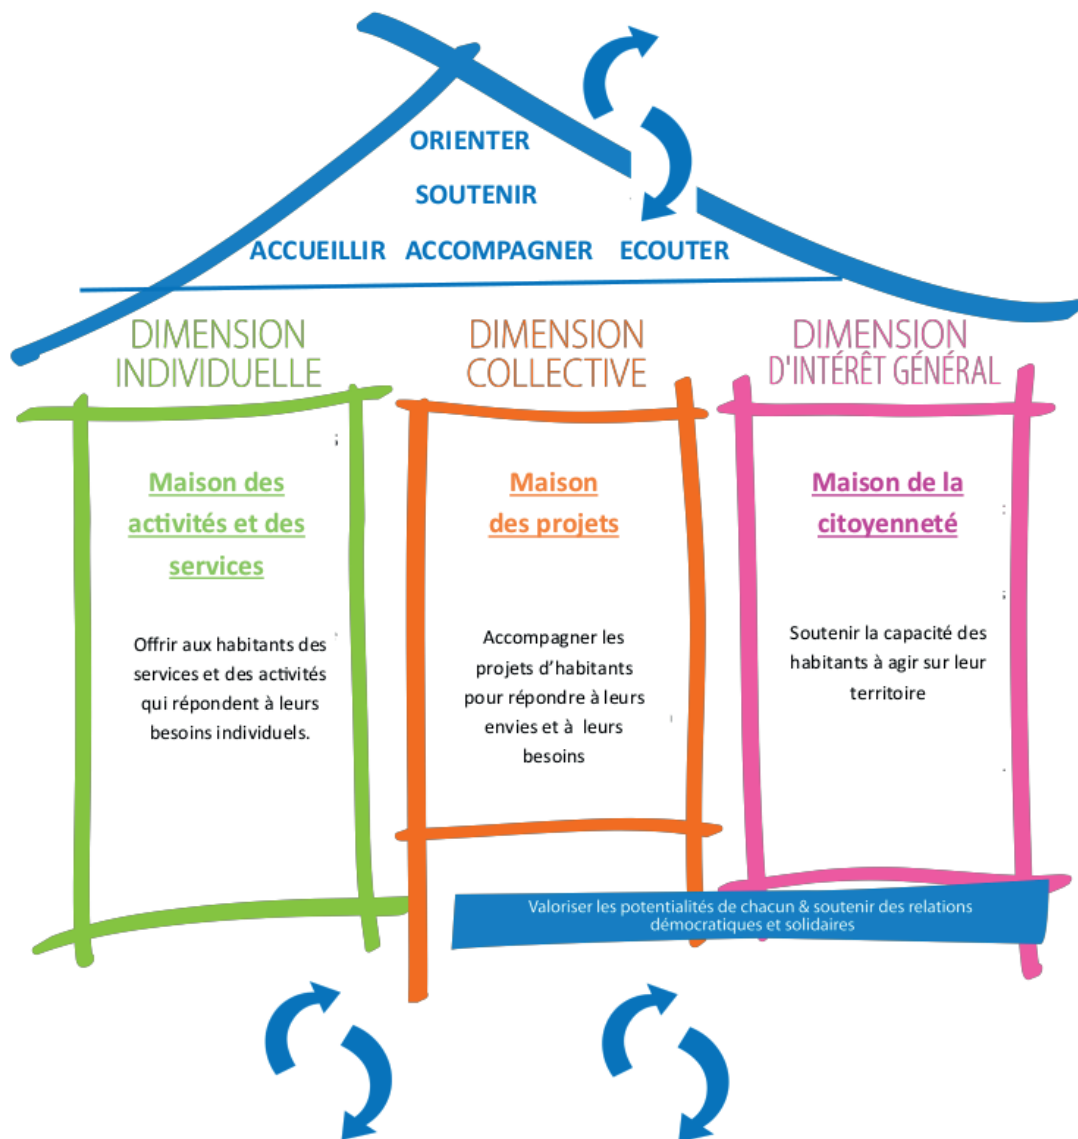 ORIENTER
SOUTENIR
ACCUEILLIR ACCOMPAGNER ECOUTER
DIMENSION
INDIVIDUELLE
Maison des
activités et des
services
Offrir aux habitants des
services et des activités
qui répondent à leurs
besoins individuels.
DIMENSION
COLLECTIVE
Maison
des projets
Accompagner les
projets d'habitants
pour répondre à leurs
envies et à leurs
besoins
DIMENSION
D'INTÉRÊT GÉNÉRAL
Maison de la
citoyenneté
Soutenir la capacité des
habitants à agir sur leur
territoire
Valoriser les potentialités de chacun & soutenir des relations
démocratiques et solidaires